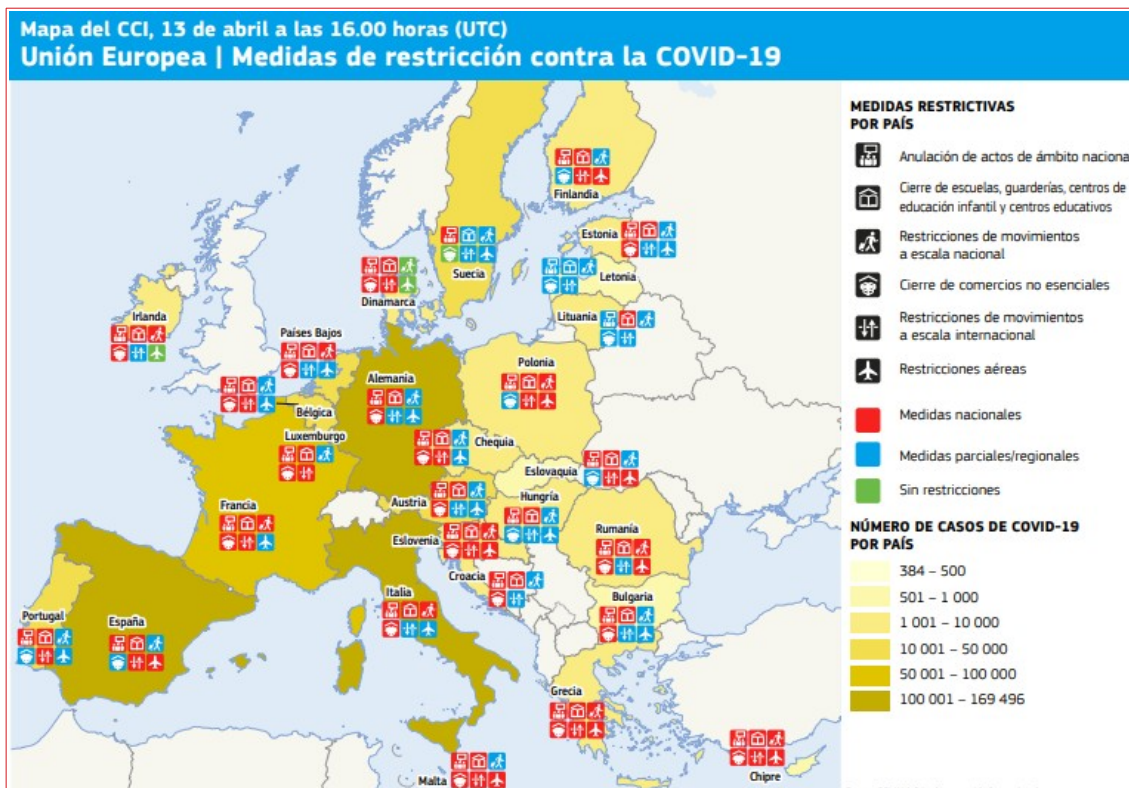 Mapa del CCI, 13 de abril a las 16.00 horas (UTC)
Unión Europea | Medidas de restricción contra la COVID-19
Finlandia
Estonia
Suecia
Letonia
Dinamarca
Lituania
Irlanda
Países Bajos
Polonia
Alemania
Bélgica
Luxemburgo
Chequia
Eslovaquia
Francia
Austria
Hungría
Eslovenia
Rumanía
Croacia
Italia
Bulgaria
Portugal
España
Grecia
Malta
Chipre
MEDIDAS RESTRICTIVAS
POR PAÍS
Anulación de actos de ámbito naciona
Cierre de escuelas, guarderías, centros de
educación infantil y centros educativos
Restricciones de movimientos
a escala nacional
Cierre de comercios no esenciales
Restricciones de movimientos
a escala internacional
Restricciones aéreas
Medidas nacionales
Medidas parciales/regionales
Sin restricciones
NÚMERO DE CASOS DE COVID-19
POR PAÍS
384 – 500
501 – 1 000
1 001 – 10 000
10 001 – 50 000
50 001 – 100 000
100 001 – 169 496